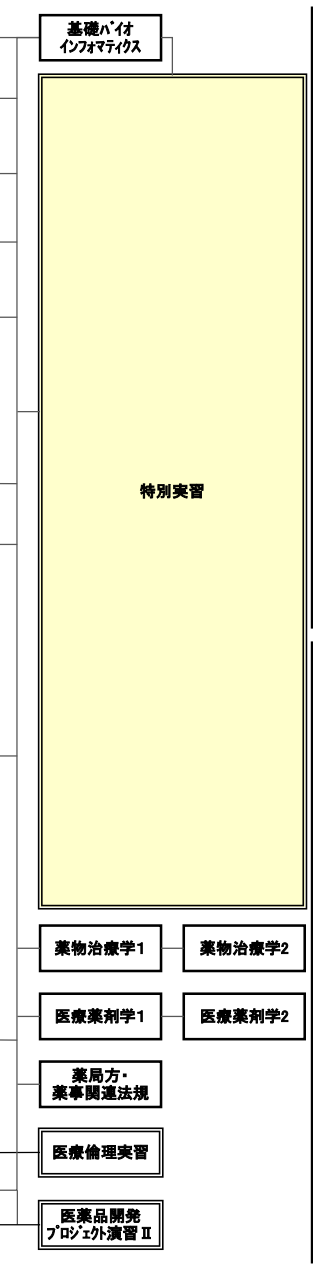 基礎バイオ
インフォマティクス
特別実習
薬物治療学1
薬物治療学2
医療薬剤学1
医療薬剤学2
薬局方・
薬事関連法規
医療倫理実習
医薬品開発
プロジェクト演習Ⅱ